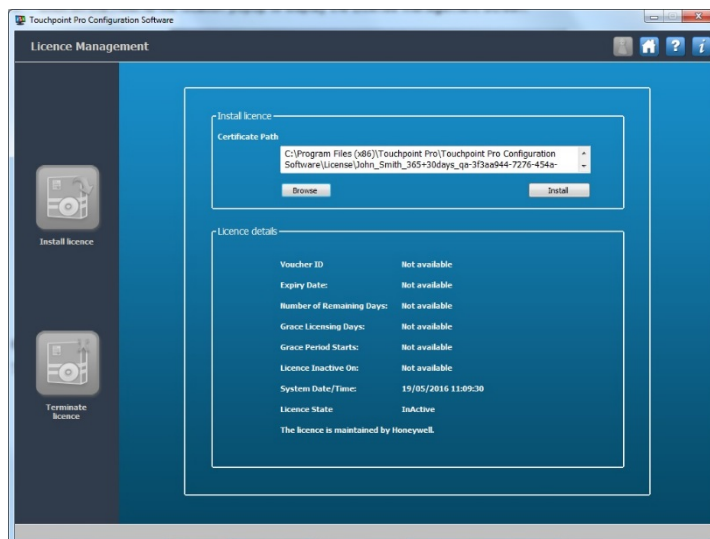 Touchpoint Pro Configuration Software
Licence Management
Install licence
Certificate Path
C:\Program Files (x86)\Touchpoint Pro\Touchpoint Pro Configuration
Software\License\John_Smith_365+30days_qa-3f3aa944-7276-454a-
Browse
Install
Install licence
Licence details
Voucher ID Not available
Expiry Date: Not available
Number of Remaining Days: Not available
Grace Licensing Days: Not available
Grace Period Starts: Not available
Licence Inactive On: Not available
System Date/Time: 19/05/2016 11:09:30
Licence State InActive
The licence is maintained by Honeywell.
Terminate
licence